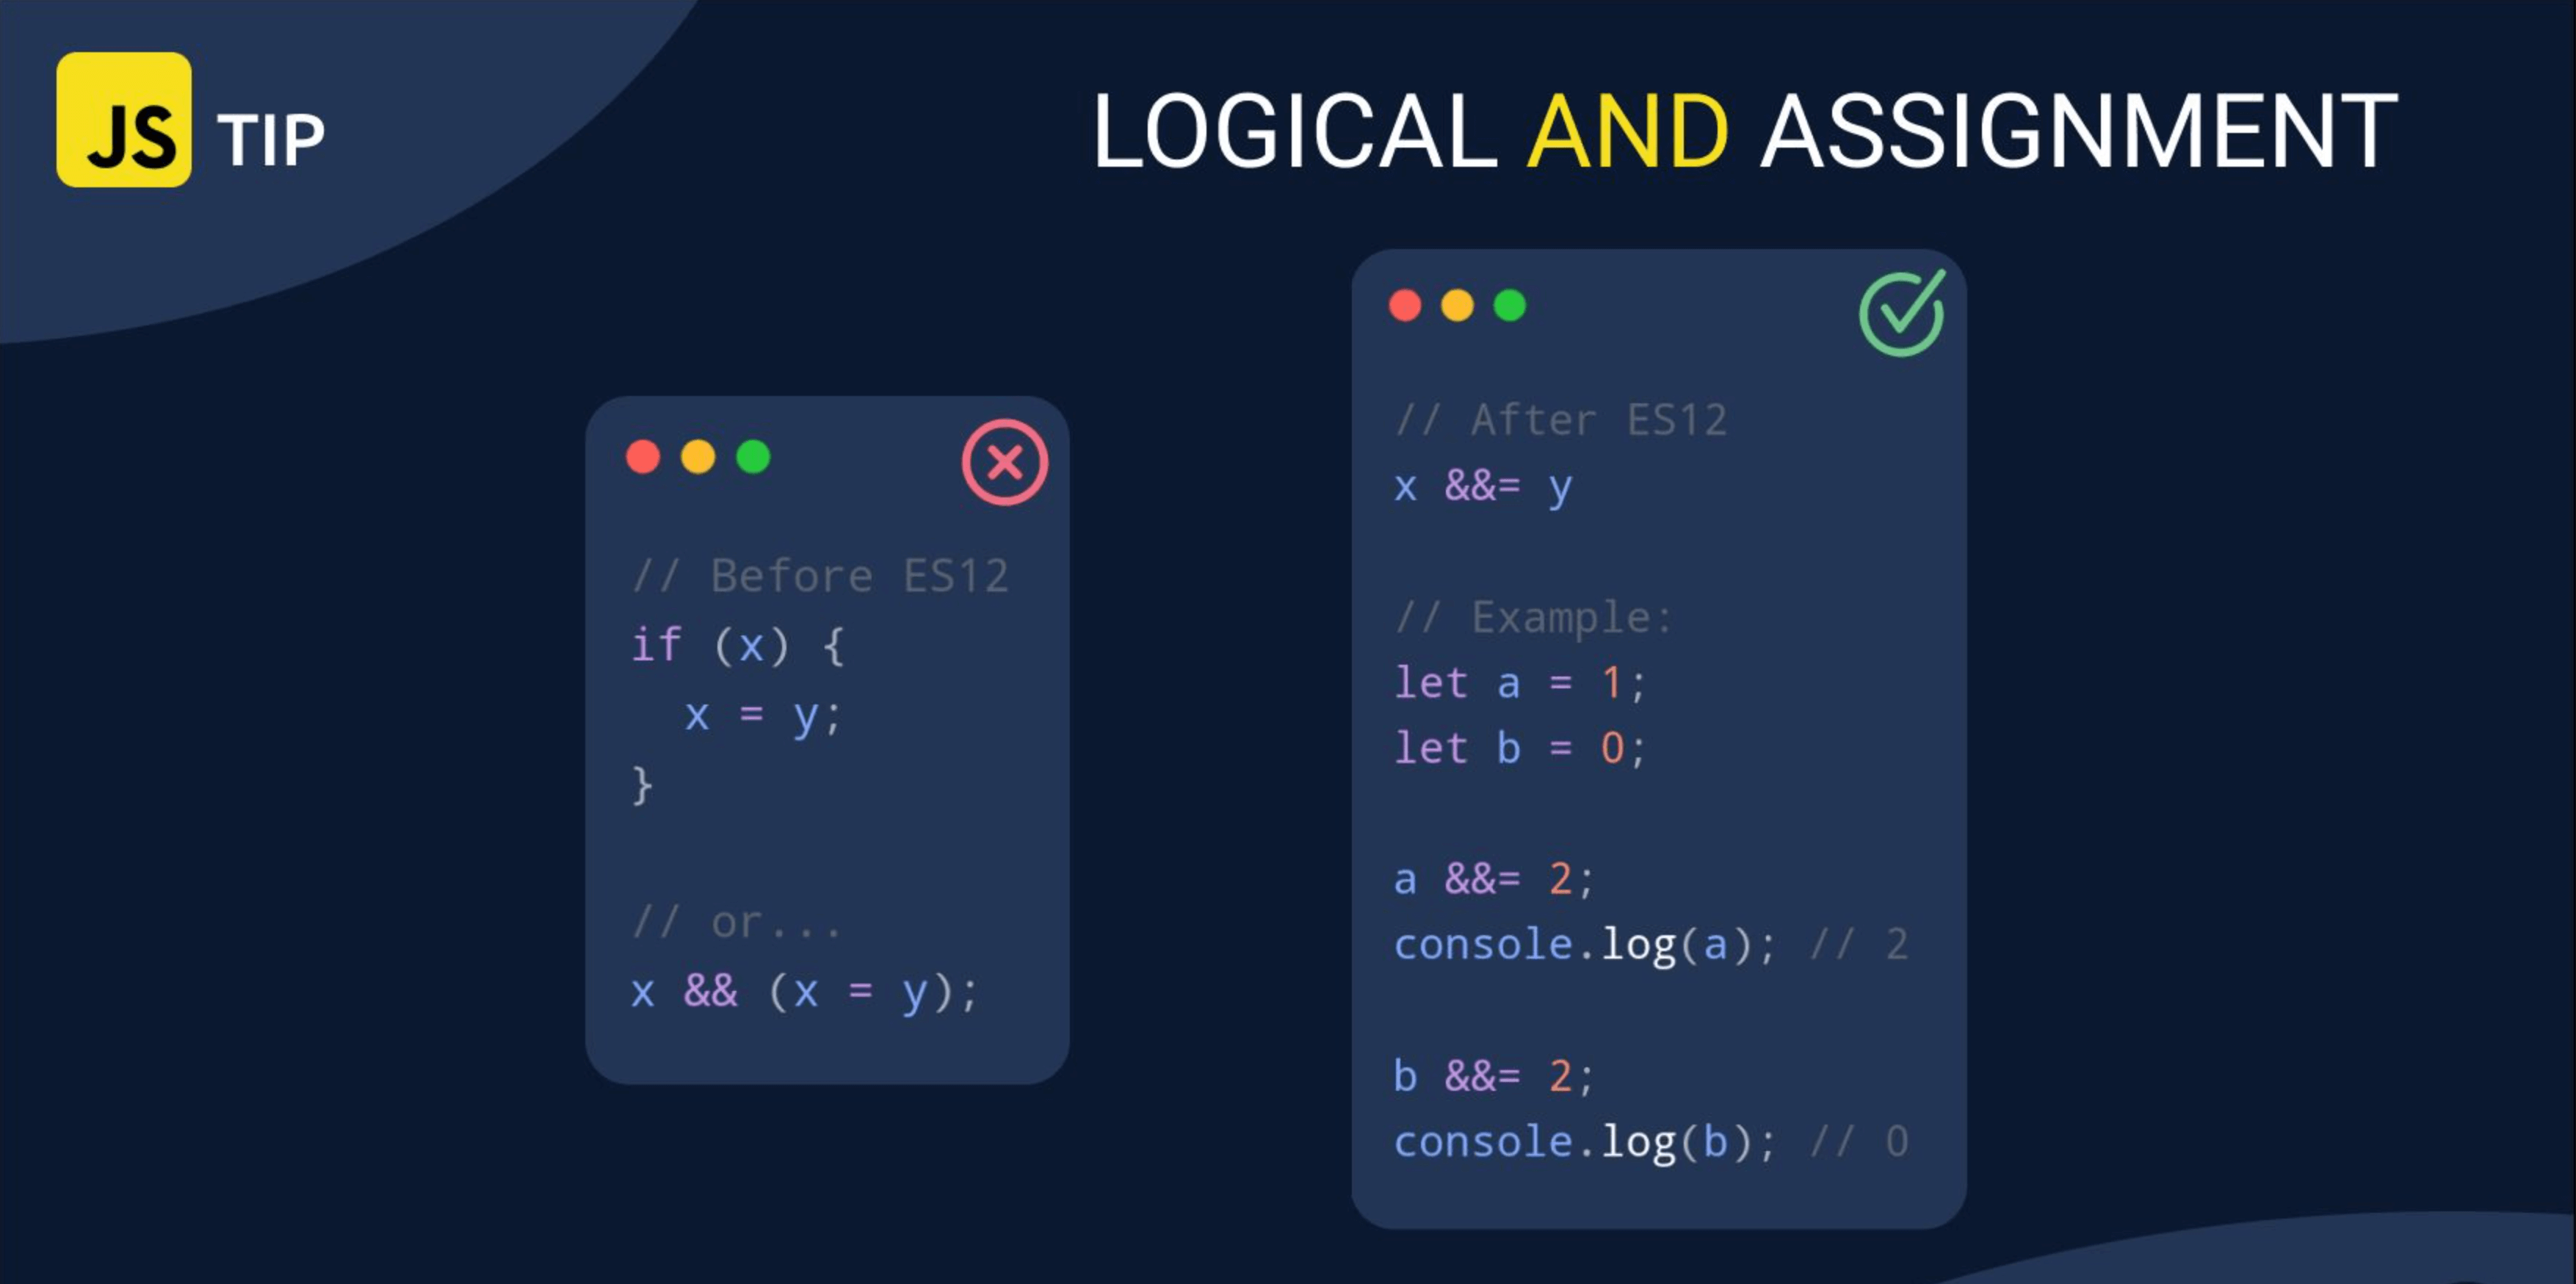 JS TIP
LOGICAL AND ASSIGNMENT
// Before ES12
if (x) {
  x = y;
}
// or...
x && (x = y);
// After ES12
x &&= y
// Example:
let a = 1;
let b = 0;
a &&= 2;
console.log(a); // 2
b &&= 2;
console.log(b); // 0